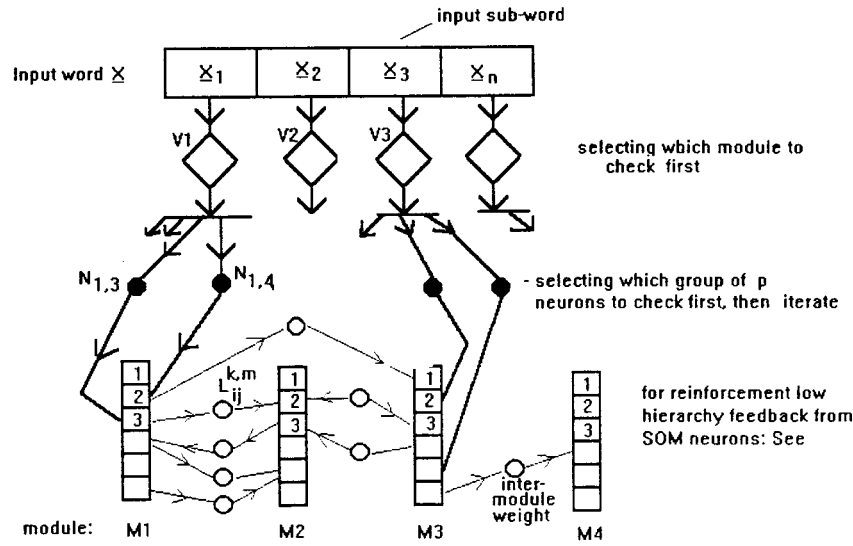 input sub-word
Input word X
X1
X2
X3
Xn
V1
V2
V3
selecting which module to
check first
N1,3
N1,4
- selecting which group of p
neurons to check first, then iterate
1
2
3
L k,m ij
1
2
3
1
2
3
1
2
3
for reinforcement low
hierarchy feedback from
SOM neurons: See
inter-
module
weight
module:
M1
M2
M3
M4